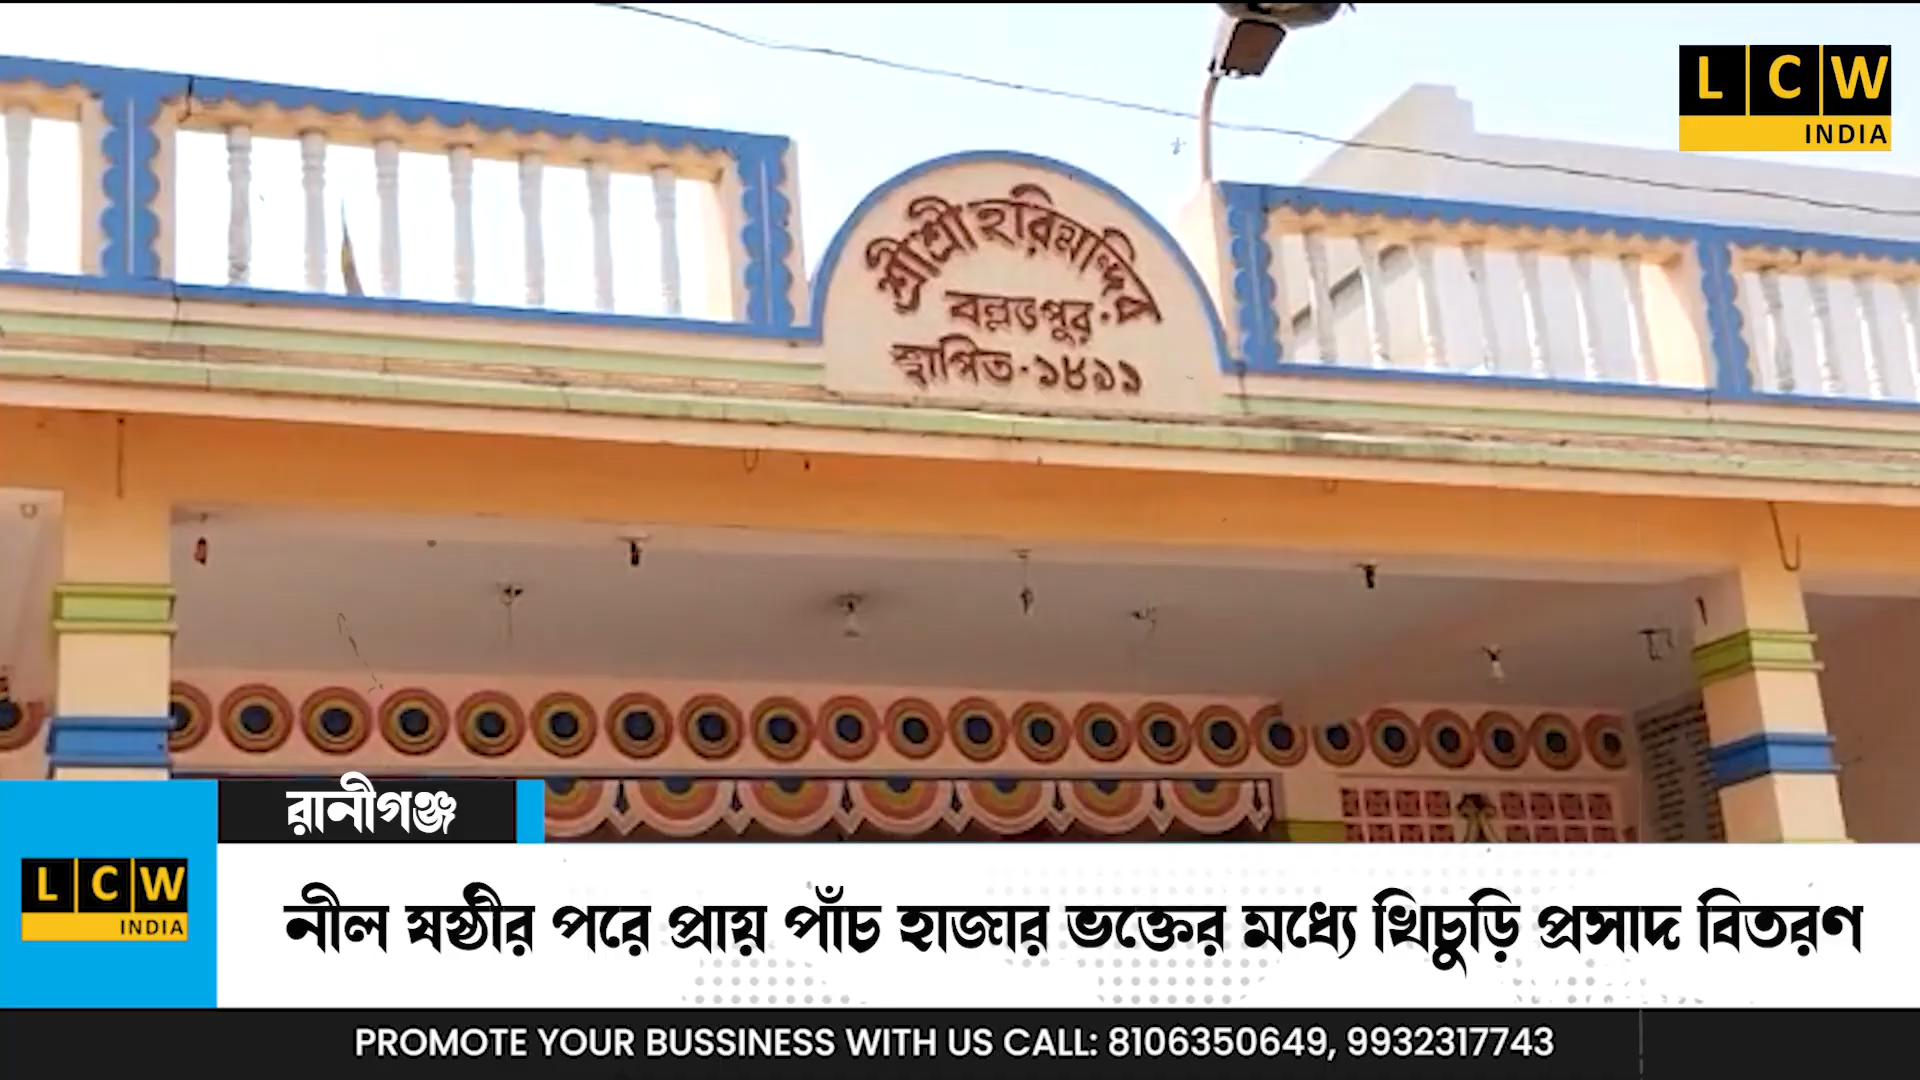 L C W
INDIA
শ্রীশ্রী হরিমন্দির
বল্লভপুর
স্থাপিত-১৮৯৯
রানীগঞ্জ
L C W
INDIA
নীল ষষ্ঠীর পরে প্রায় পাঁচ হাজার ভক্তের মধ্যে খিচুড়ি প্রসাদ বিতরণ
PROMOTE YOUR BUSSINESS WITH US CALL: 8106350649, 9932317743